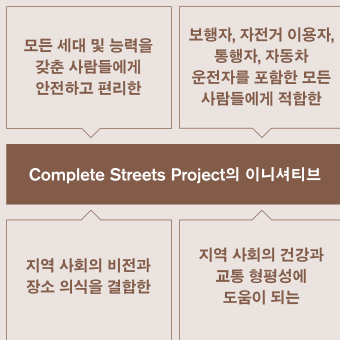 모든 세대 및 능력을
갖춘 사람들에게
안전하고 편리한
보행자, 자전거 이용자,
통행자, 자동차
운전자를 포함한 모든
사람들에게 적합한
Complete Streets Project의 이니셔티브
지역 사회의 비전과
장소 의식을 결합한
지역 사회의 건강과
교통 형평성에
도움이 되는